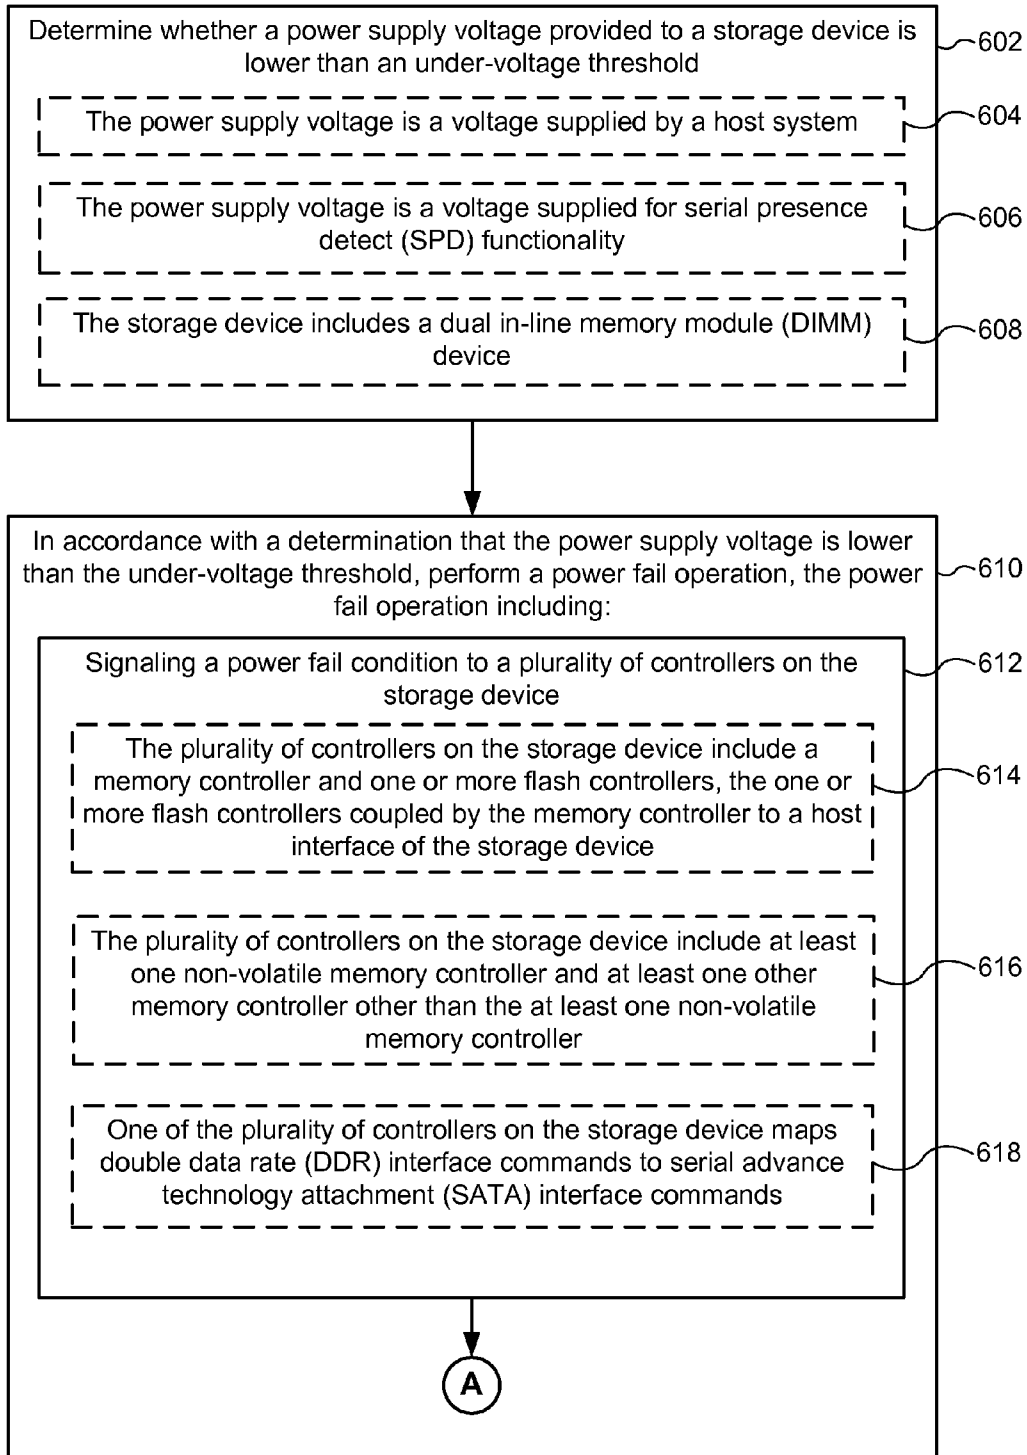 Determine whether a power supply voltage provided to a storage device is
lower than an under-voltage threshold
602
The power supply voltage is a voltage supplied by a host system
604
The power supply voltage is a voltage supplied for serial presence
detect (SPD) functionality
606
The storage device includes a dual in-line memory module (DIMM)
device
608
In accordance with a determination that the power supply voltage is lower
than the under-voltage threshold, perform a power fail operation, the power
fail operation including:
610
Signaling a power fail condition to a plurality of controllers on the
storage device
612
The plurality of controllers on the storage device include a
memory controller and one or more flash controllers, the one or
more flash controllers coupled by the memory controller to a host
interface of the storage device
614
The plurality of controllers on the storage device include at least
one non-volatile memory controller and at least one other
memory controller other than the at least one non-volatile
memory controller
616
One of the plurality of controllers on the storage device maps
double data rate (DDR) interface commands to serial advance
technology attachment (SATA) interface commands
618
A